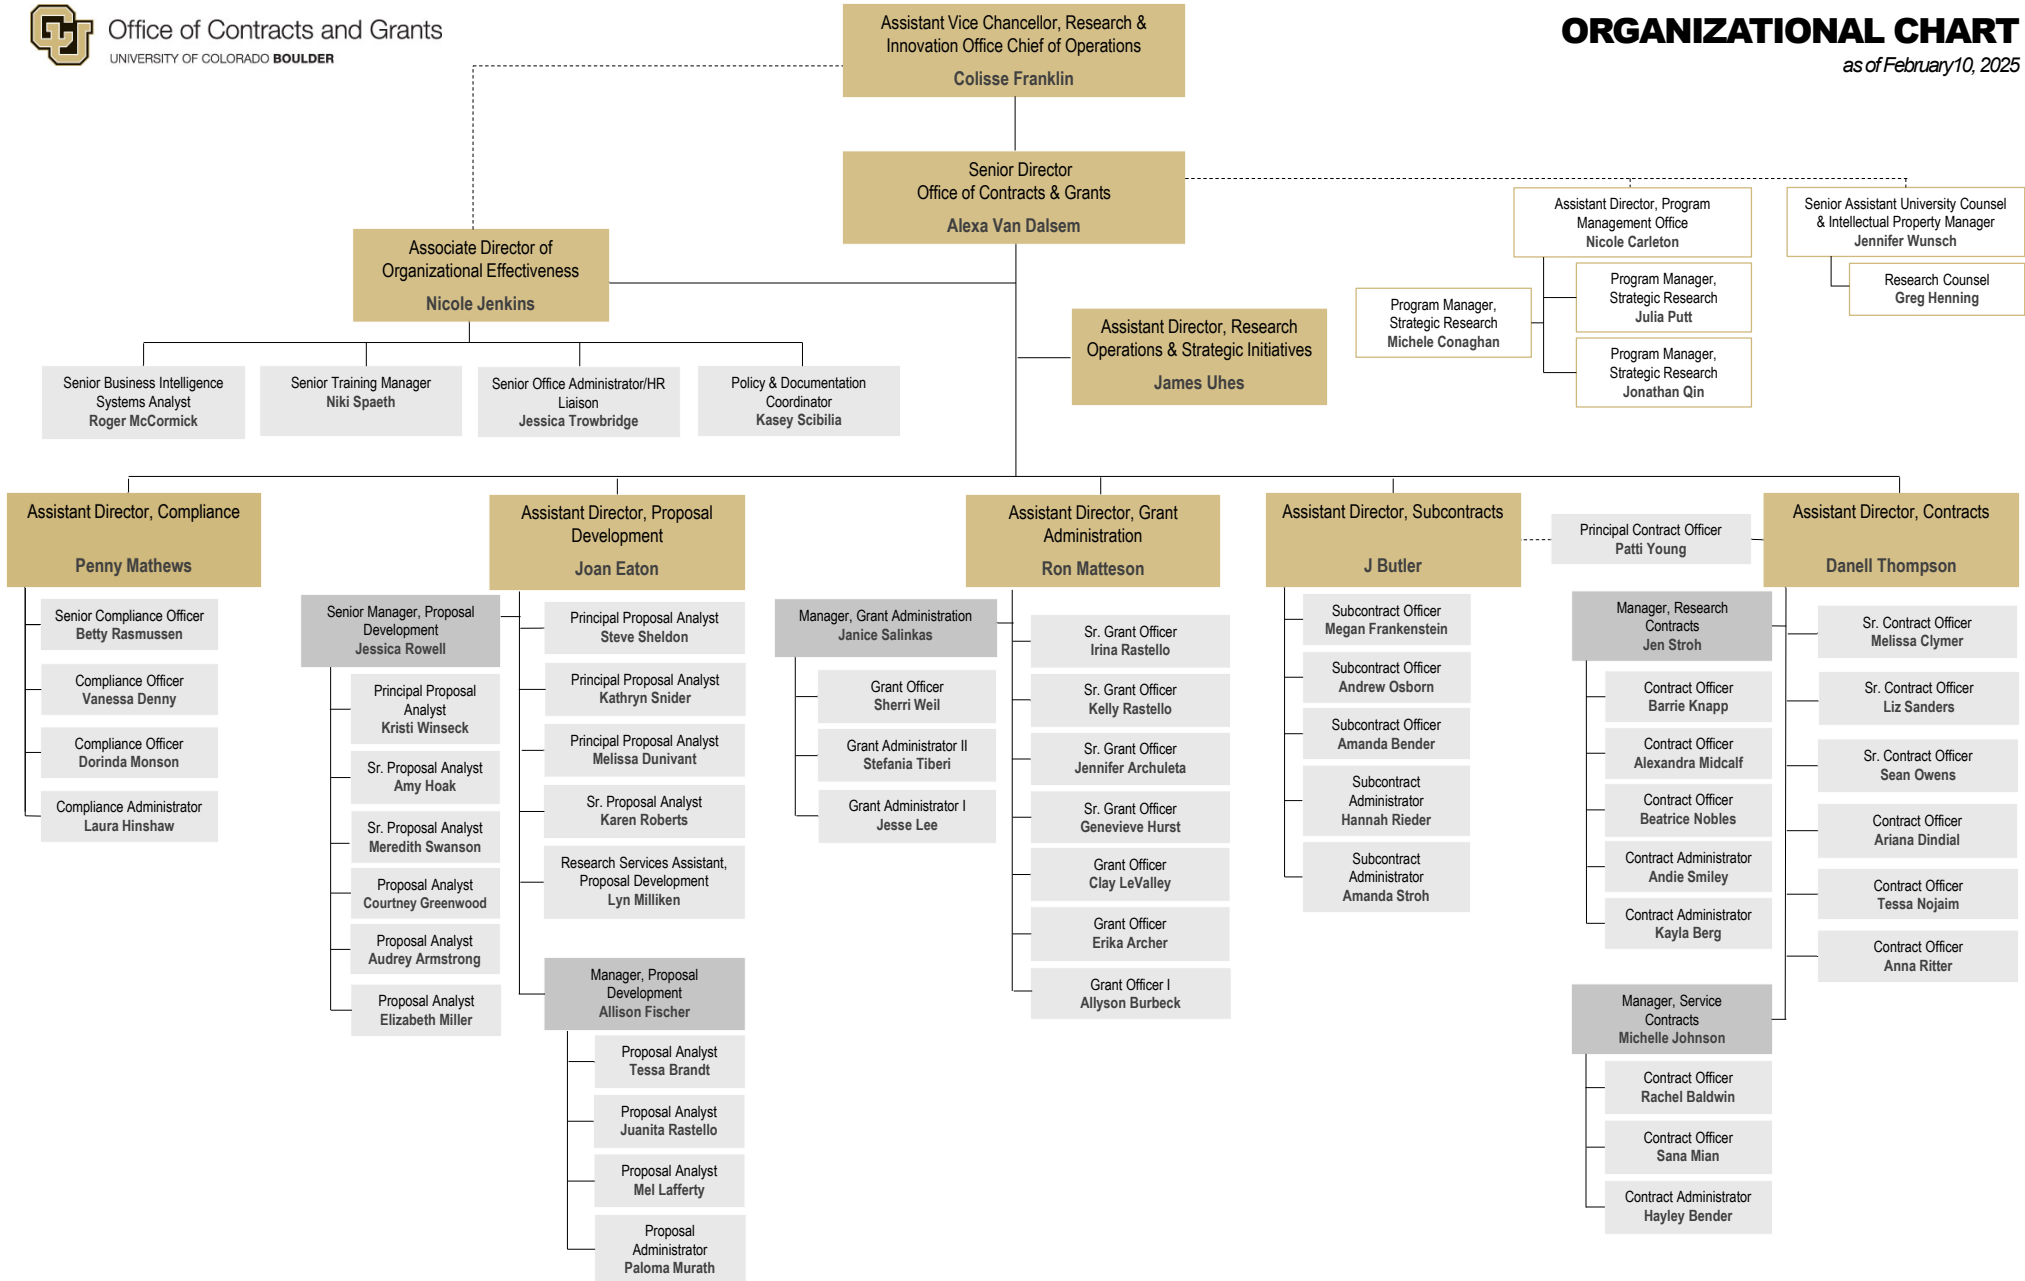 Office of Contracts and Grants
UNIVERSITY OF COLORADO BOULDER
ORGANIZATIONAL CHART
as of February10, 2025
Assistant Vice Chancellor, Research &
Innovation Office Chief of Operations
Colisse Franklin
Senior Director
Office of Contracts & Grants
Alexa Van Dalsem
Associate Director of
Organizational Effectiveness
Nicole Jenkins
Assistant Director, Program
Management Office
Nicole Carleton
Senior Assistant University Counsel
& Intellectual Property Manager
Jennifer Wunsch
Program Manager,
Strategic Research
Julia Putt
Research Counsel
Greg Henning
Program Manager,
Strategic Research
Michele Conaghan
Program Manager,
Strategic Research
Jonathan Qin
Assistant Director, Research
Operations & Strategic Initiatives
James Uhes
Senior Business Intelligence
Systems Analyst
Roger McCormick
Senior Training Manager
Niki Spaeth
Senior Office Administrator/HR
Liaison
Jessica Trowbridge
Policy & Documentation
Coordinator
Kasey Scibilia
Assistant Director, Compliance
Penny Mathews
Senior Compliance Officer
Betty Rasmussen
Compliance Officer
Vanessa Denny
Compliance Officer
Dorinda Monson
Compliance Administrator
Laura Hinshaw
Assistant Director, Proposal
Development
Joan Eaton
Senior Manager, Proposal
Development
Jessica Rowell
Principal Proposal
Analyst
Kristi Winseck
Sr. Proposal Analyst
Amy Hoak
Sr. Proposal Analyst
Meredith Swanson
Proposal Analyst
Courtney Greenwood
Proposal Analyst
Audrey Armstrong
Proposal Analyst
Elizabeth Miller
Principal Proposal Analyst
Steve Sheldon
Principal Proposal Analyst
Kathryn Snider
Principal Proposal Analyst
Melissa Dunivant
Sr. Proposal Analyst
Karen Roberts
Research Services Assistant,
Proposal Development
Lyn Milliken
Manager, Proposal
Development
Allison Fischer
Proposal Analyst
Tessa Brandt
Proposal Analyst
Juanita Rastello
Proposal Analyst
Mel Lafferty
Proposal
Administrator
Paloma Murath
Assistant Director, Grant
Administration
Ron Matteson
Manager, Grant Administration
Janice Salinkas
Grant Officer
Sherri Weil
Grant Administrator II
Stefania Tiberi
Grant Administrator I
Jesse Lee
Sr. Grant Officer
Irina Rastello
Sr. Grant Officer
Kelly Rastello
Sr. Grant Officer
Jennifer Archuleta
Sr. Grant Officer
Genevieve Hurst
Grant Officer
Clay LeValley
Grant Officer
Erika Archer
Grant Officer I
Allyson Burbeck
Assistant Director, Subcontracts
J Butler
Subcontract Officer
Megan Frankenstein
Subcontract Officer
Andrew Osborn
Subcontract Officer
Amanda Bender
Subcontract
Administrator
Hannah Rieder
Subcontract
Administrator
Amanda Stroh
Principal Contract Officer
Patti Young
Assistant Director, Contracts
Danell Thompson
Manager, Research
Contracts
Jen Stroh
Contract Officer
Barrie Knapp
Contract Officer
Alexandra Midcalf
Contract Officer
Beatrice Nobles
Contract Administrator
Andie Smiley
Contract Administrator
Kayla Berg
Sr. Contract Officer
Melissa Clymer
Sr. Contract Officer
Liz Sanders
Sr. Contract Officer
Sean Owens
Contract Officer
Ariana Dindial
Contract Officer
Tessa Nojaim
Contract Officer
Anna Ritter
Manager, Service
Contracts
Michelle Johnson
Contract Officer
Rachel Baldwin
Contract Officer
Sana Mian
Contract Administrator
Hayley Bender